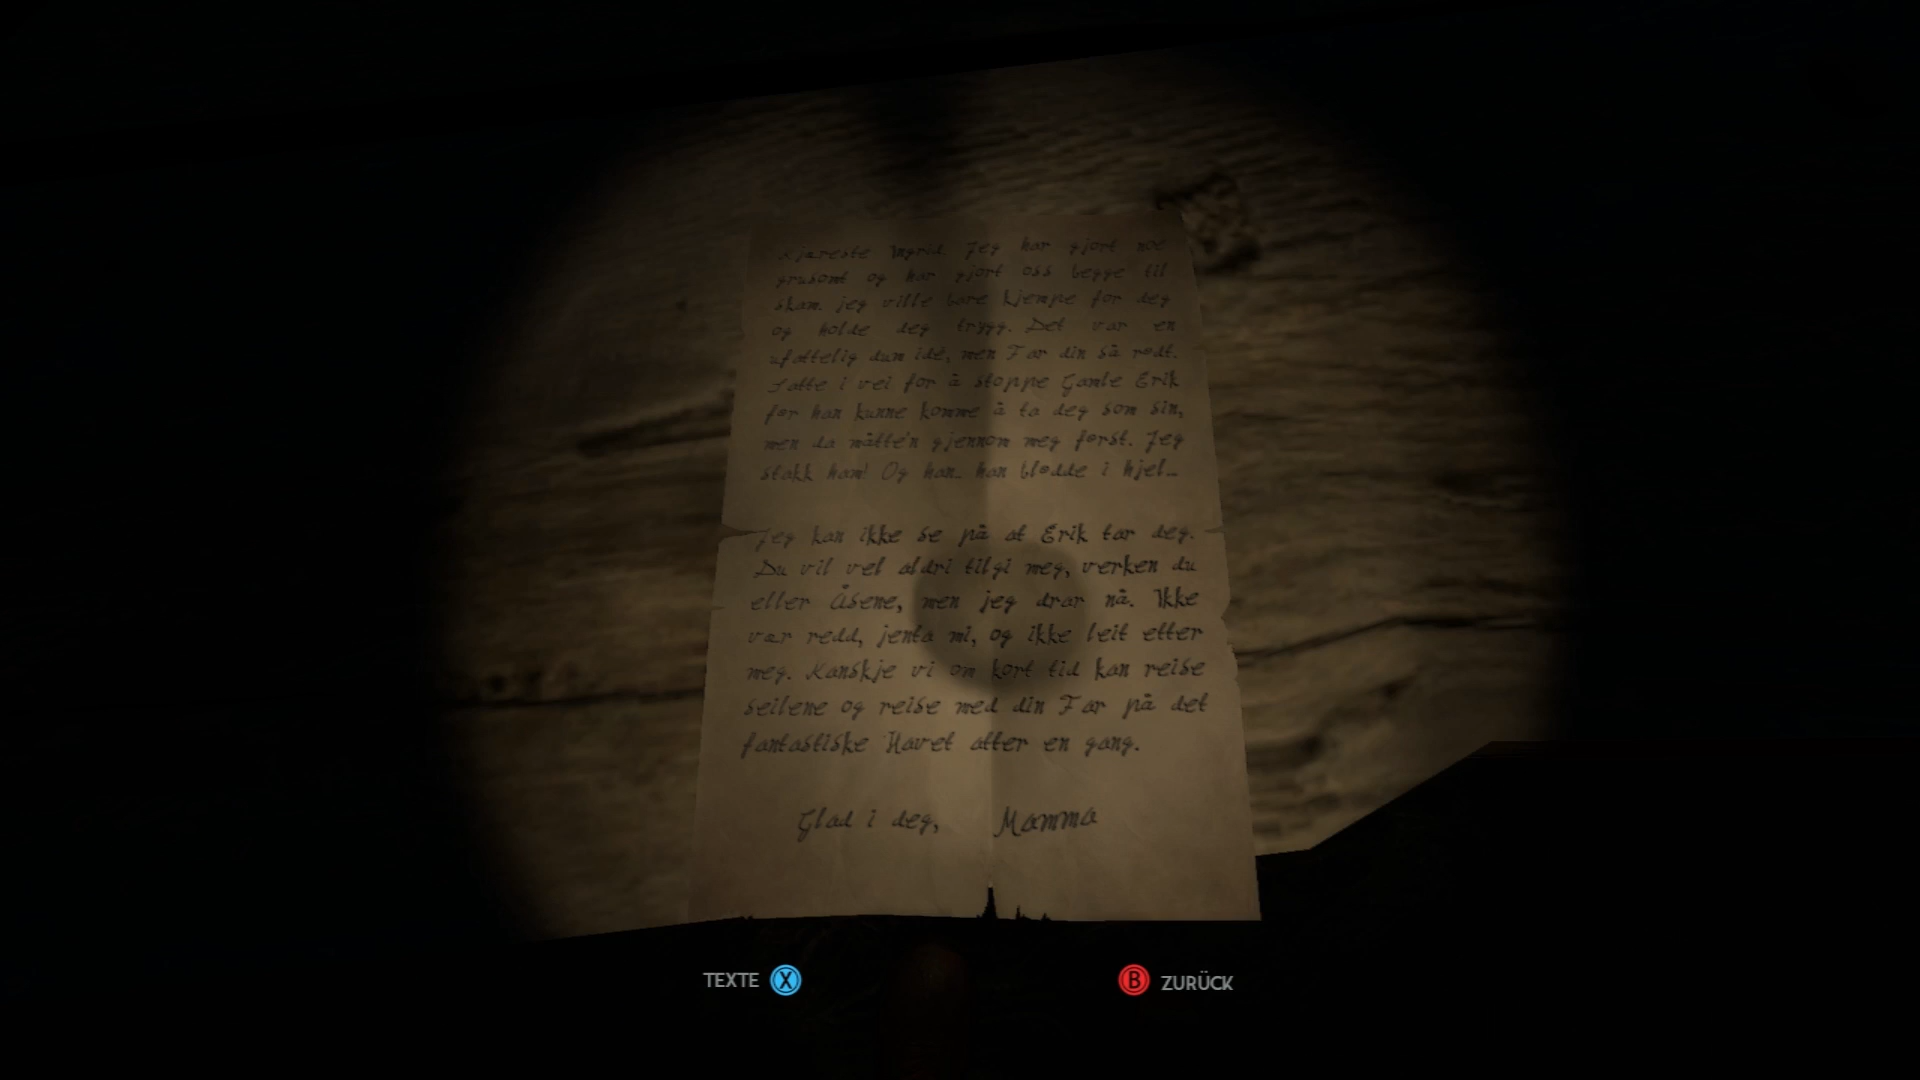 Kjæreste Ingrid. Jeg har gjort noe
grusomt og har gjort oss begge til
skam. jeg ville bare kjempe for deg
og holde deg trygg. Det var en
ufattelig dum idé, men Far din så rødt.
Satte i vei for å stoppe Gamle Erik
før han kunne komme å ta deg som sin,
men da måtte'n gjennom meg først. Jeg
stakk ham! Og han.. han blødde i hjel...
Jeg kan ikke se på at Erik tar deg.
Du vil vel aldri tilgi meg, verken du
eller Åsene, men jeg drar nå. Ikke
vær redd, jenta mi, og ikke leit etter
meg. Kanskje vi om kort tid kan reise
seilene og reise med din Far på det
fantastiske Havet atter en gang.
Glad i deg, Mamma
TEXTE X B ZURÜCK